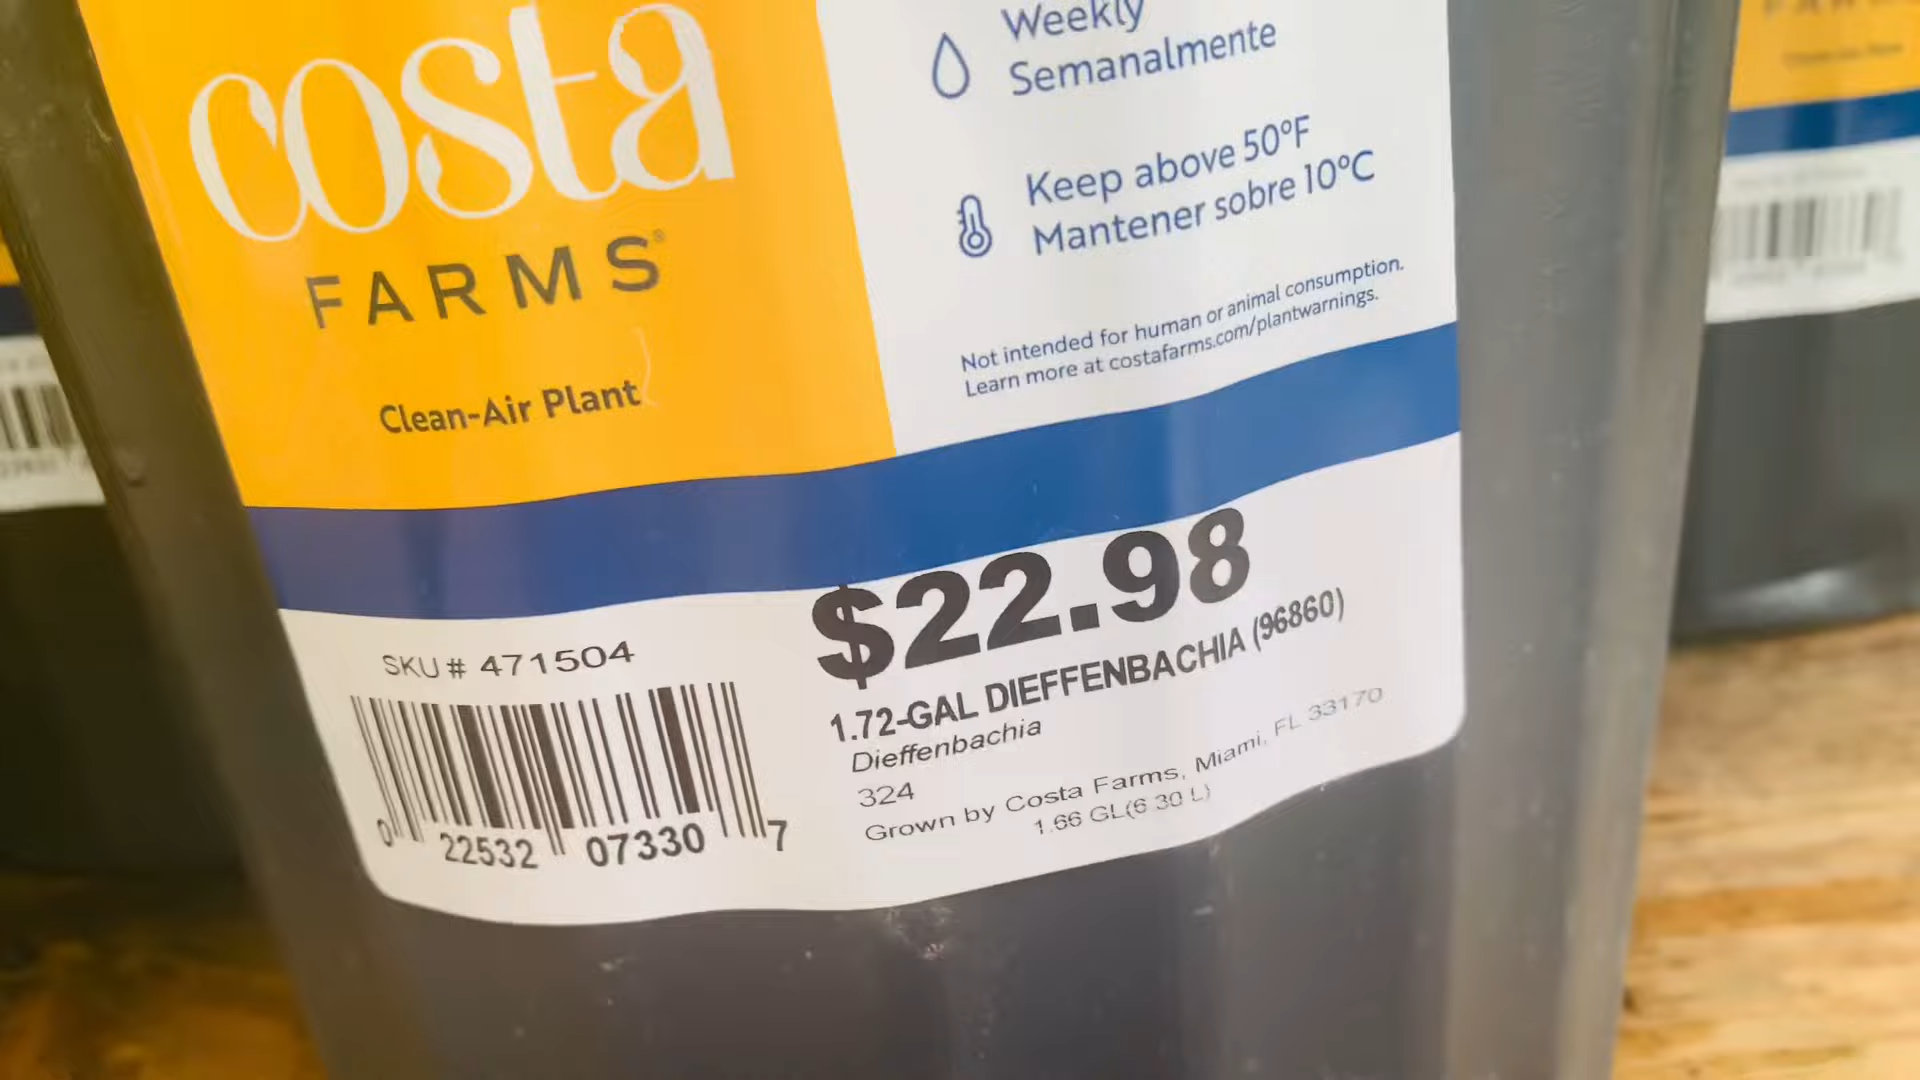 costa
FARMS®
Clean-Air Plant
Weekly
Semanalmente
Keep above 50°F
Mantener sobre 10°C
Not intended for human or animal consumption.
Learn more at costafarms.com/plantwarnings.
SKU # 471504
0 22532 07330 7
$22.98
1.72-GAL DIEFFENBACHIA (96860)
Dieffenbachia
324
Grown by Costa Farms, Miami, FL 33170
1.66 GL(6.30 L)